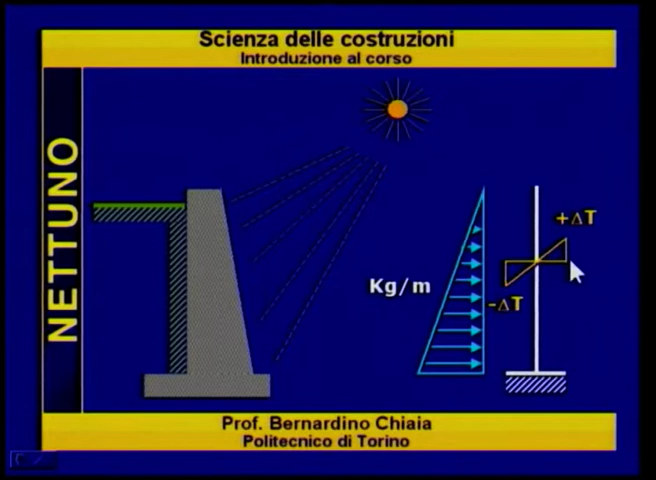 Scienza delle costruzioni
Introduzione al corso
NETTUNO
+ΔT
Kg/m
-ΔT
Prof. Bernardino Chiaia
Politecnico di Torino